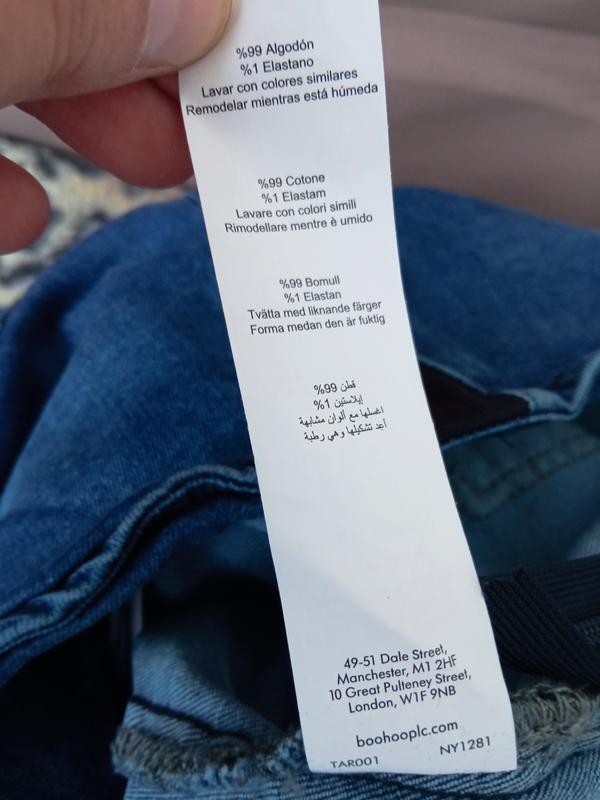 %99 Algodón
%1 Elastano
Lavar con colores similares
Remodelar mientras está húmeda
%99 Cotone
%1 Elastam
Lavare con colori simili
Rimodellare mentre è umido
%99 Bomull
%1 Elastan
Tvätta med liknande färger
Forma medan den är fuktig
قطن 99%
إيلاستين 1%
اغسلها مع ألوان مشابهة
أعد تشكيلها وهي رطبة
49-51 Dale Street,
Manchester, M1 2HF
10 Great Pulteney Street,
London, W1F 9NB
boohooplc.com
TAR001 NY1281